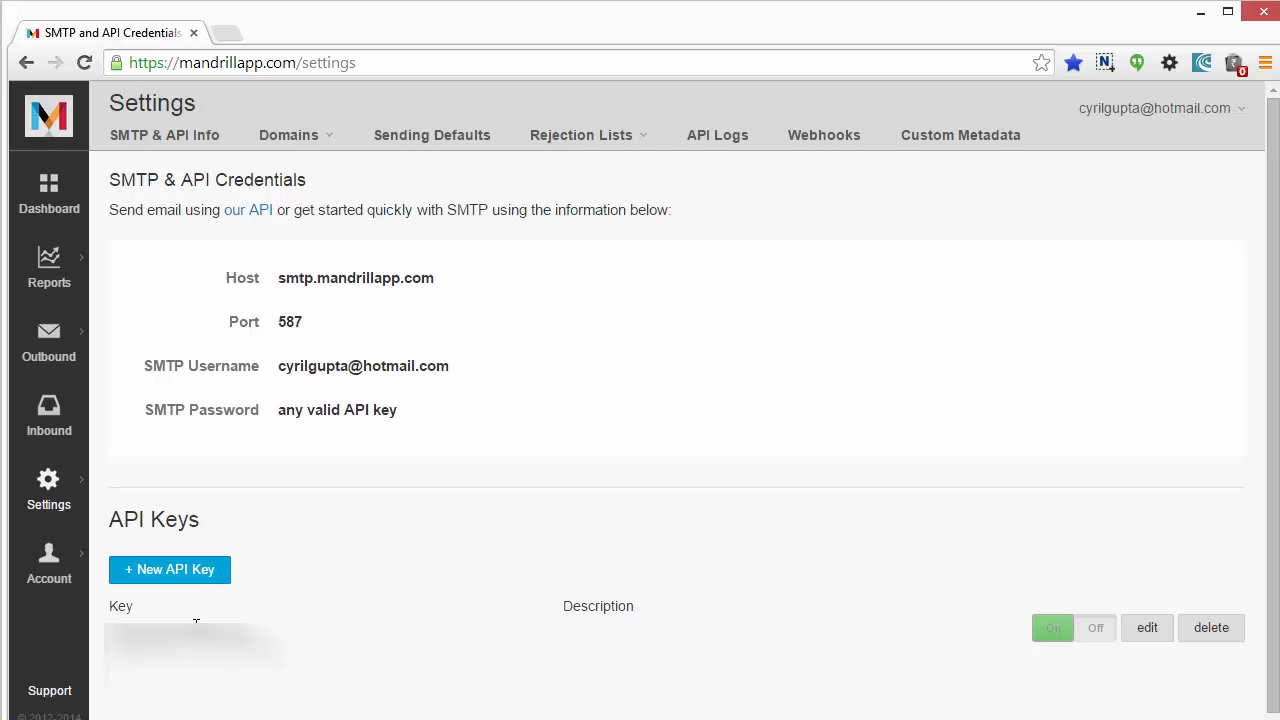 SMTP and API Credentials
https://mandrillapp.com/settings
N
0
Settings
cyrilgupta@hotmail.com
SMTP & API Info
Domains
Sending Defaults
Rejection Lists
API Logs
Webhooks
Custom Metadata
Dashboard
Reports
Outbound
Inbound
Settings
Account
Support
© 2012-2014
SMTP & API Credentials
Send email using our API or get started quickly with SMTP using the information below:
Host smtp.mandrillapp.com
Port 587
SMTP Username cyrilgupta@hotmail.com
SMTP Password any valid API key
API Keys
+ New API Key
Key Description
On Off edit delete